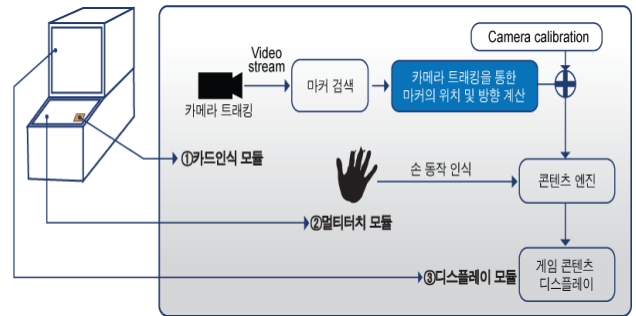 Camera calibration
Video
stream
카메라 트래킹
마커 검색
카메라 트래킹을 통한
마커의 위치 및 방향 계산
①카드인식 모듈
손 동작 인식
콘텐츠 엔진
②멀티터치 모듈
③디스플레이 모듈
게임 콘텐츠
디스플레이